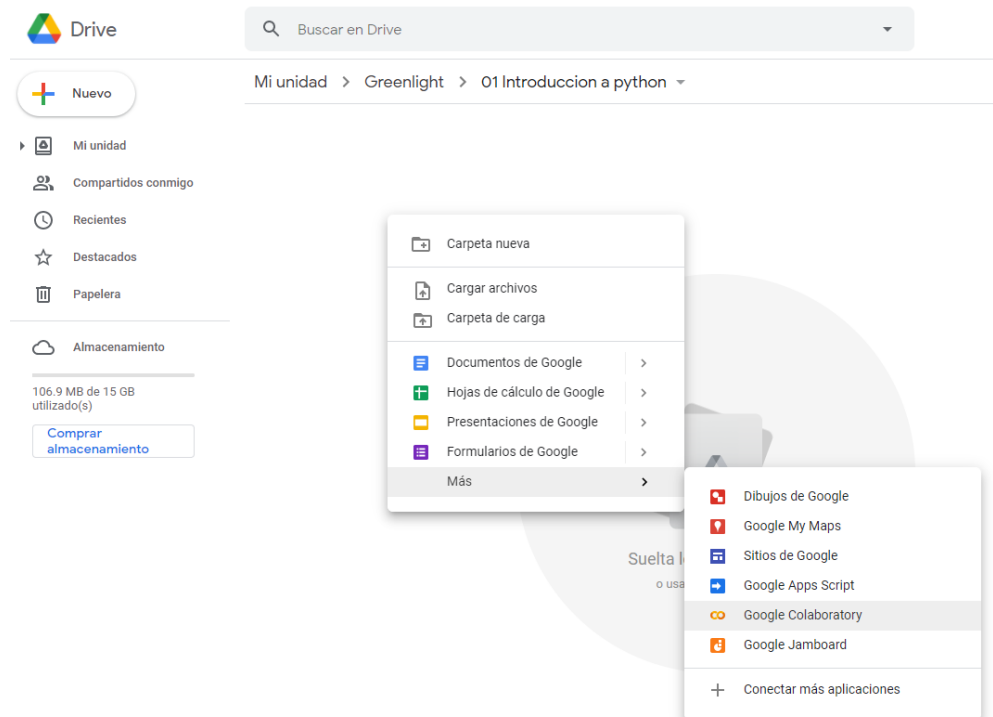 Drive
Buscar en Drive
Nuevo
Mi unidad > Greenlight > 01 Introduccion a python
Mi unidad
Compartidos conmigo
Recientes
Destacados
Papelera
Almacenamiento
106.9 MB de 15 GB
utilizado(s)
Comprar
almacenamiento
Carpeta nueva
Cargar archivos
Carpeta de carga
Documentos de Google
Hojas de cálculo de Google
Presentaciones de Google
Formularios de Google
Más
Suelta l
o usa
Dibujos de Google
Google My Maps
Sitios de Google
Google Apps Script
Google Colaboratory
Google Jamboard
Conectar más aplicaciones